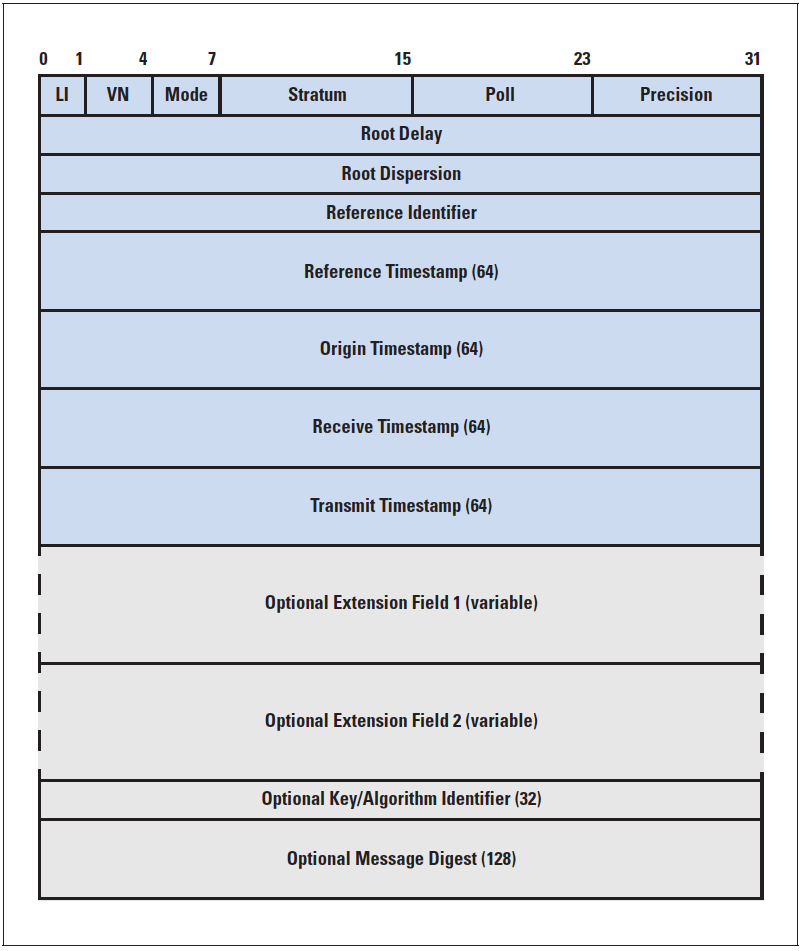 0 1 4 7 15 23 31
LI VN Mode Stratum Poll Precision
Root Delay
Root Dispersion
Reference Identifier
Reference Timestamp (64)
Origin Timestamp (64)
Receive Timestamp (64)
Transmit Timestamp (64)
Optional Extension Field 1 (variable)
Optional Extension Field 2 (variable)
Optional Key/Algorithm Identifier (32)
Optional Message Digest (128)